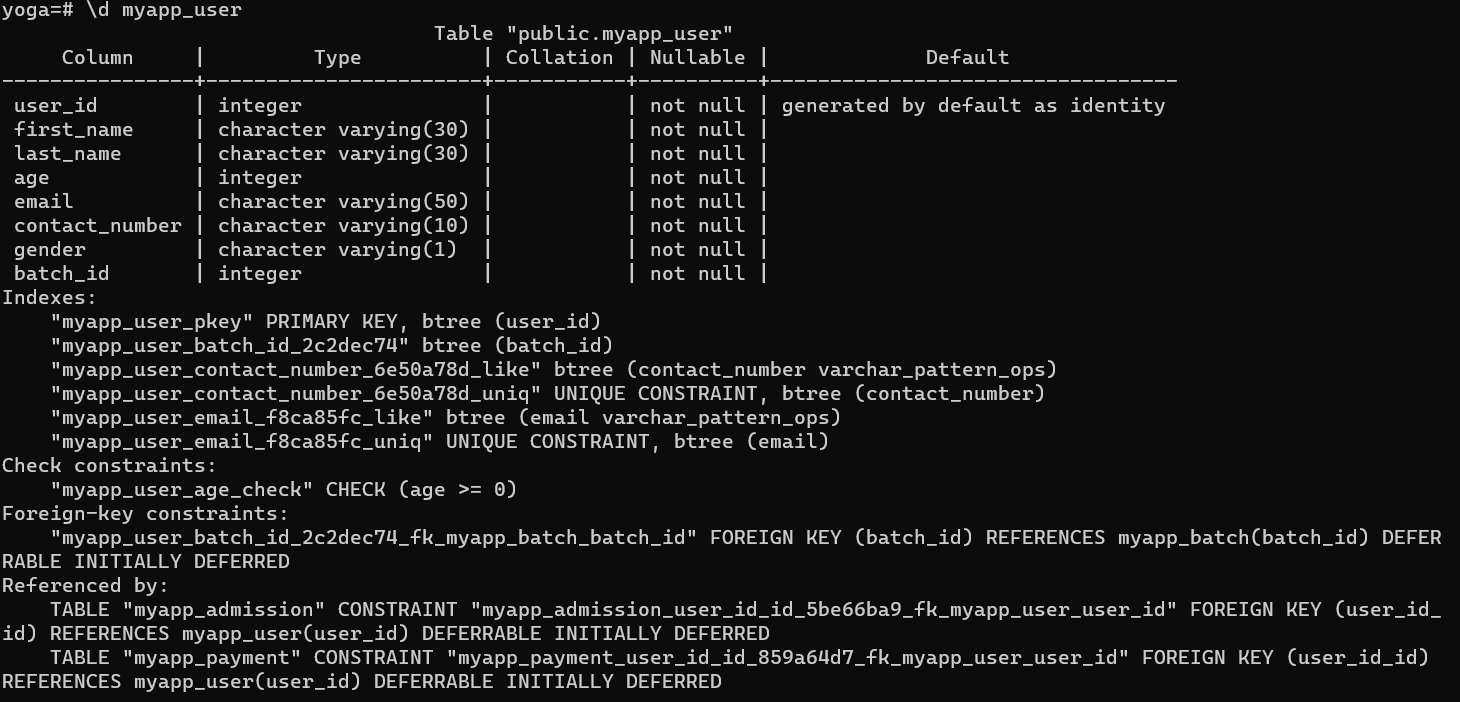 yoga=# \d myapp_user
                                    Table "public.myapp_user"
     Column     |         Type          | Collation | Nullable |             Default
----------------+-----------------------+-----------+----------+----------------------------------
 user_id        | integer               |           | not null | generated by default as identity
 first_name     | character varying(30) |           | not null |
 last_name      | character varying(30) |           | not null |
 age            | integer               |           | not null |
 email          | character varying(50) |           | not null |
 contact_number | character varying(10) |           | not null |
 gender         | character varying(1)  |           | not null |
 batch_id       | integer               |           | not null |
Indexes:
    "myapp_user_pkey" PRIMARY KEY, btree (user_id)
    "myapp_user_batch_id_2c2dec74" btree (batch_id)
    "myapp_user_contact_number_6e50a78d_like" btree (contact_number varchar_pattern_ops)
    "myapp_user_contact_number_6e50a78d_uniq" UNIQUE CONSTRAINT, btree (contact_number)
    "myapp_user_email_f8ca85fc_like" btree (email varchar_pattern_ops)
    "myapp_user_email_f8ca85fc_uniq" UNIQUE CONSTRAINT, btree (email)
Check constraints:
    "myapp_user_age_check" CHECK (age >= 0)
Foreign-key constraints:
    "myapp_user_batch_id_2c2dec74_fk_myapp_batch_batch_id" FOREIGN KEY (batch_id) REFERENCES myapp_batch(batch_id) DEFER
RABLE INITIALLY DEFERRED
Referenced by:
    TABLE "myapp_admission" CONSTRAINT "myapp_admission_user_id_id_5be66ba9_fk_myapp_user_user_id" FOREIGN KEY (user_id_
id) REFERENCES myapp_user(user_id) DEFERRABLE INITIALLY DEFERRED
    TABLE "myapp_payment" CONSTRAINT "myapp_payment_user_id_id_859a64d7_fk_myapp_user_user_id" FOREIGN KEY (user_id_id)
REFERENCES myapp_user(user_id) DEFERRABLE INITIALLY DEFERRED